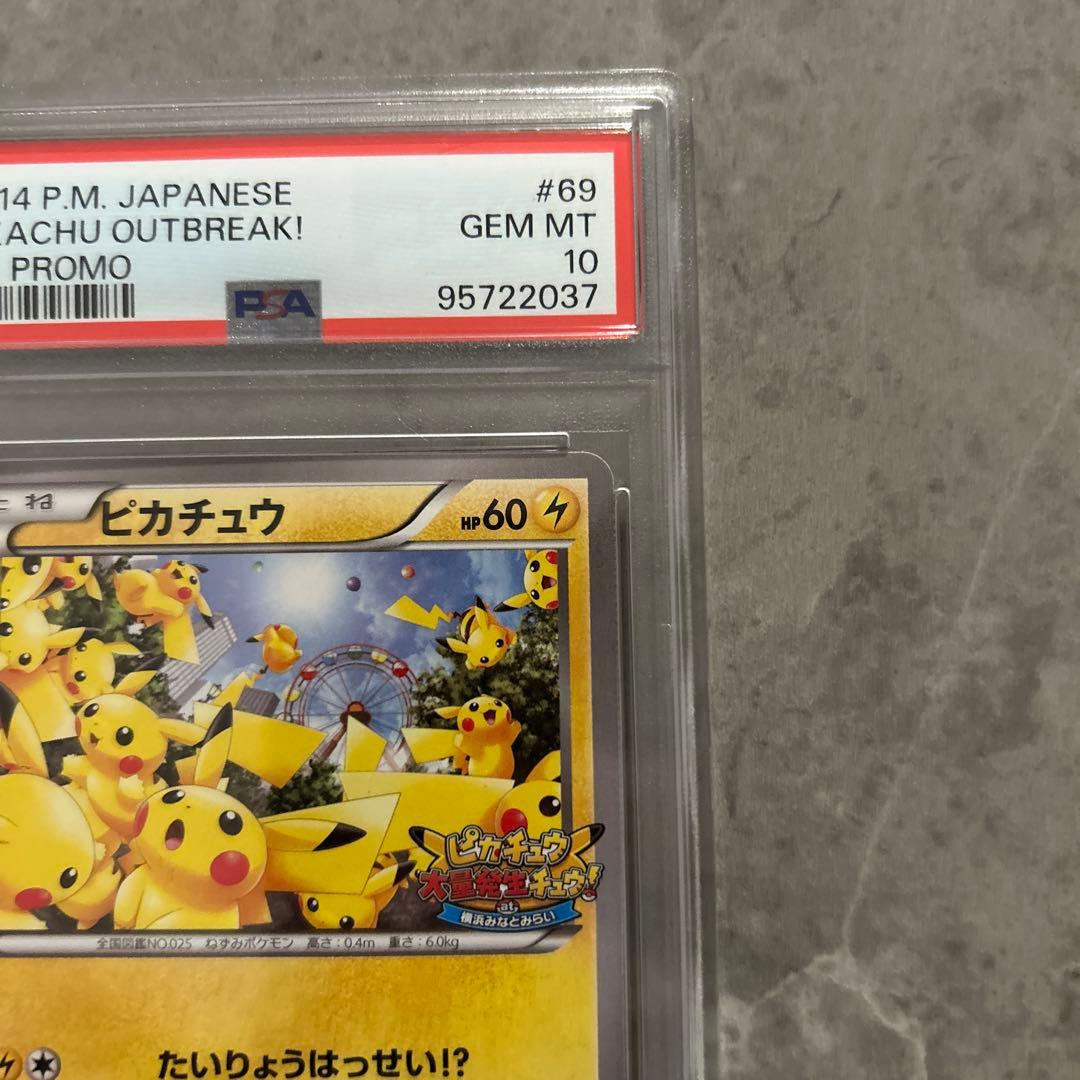 14 P.M. JAPANESE
KACHU OUTBREAK!
PROMO
#69
GEM MT
10
95722037
PSA
ね
ピカチュウ
HP60
ピカチュウ
大量発生チュウ!
at
横浜みなとみらい
全国図鑑NO.025 ねずみポケモン 高さ:0.4m 重さ:6.0kg
たいりょうはっせい!?